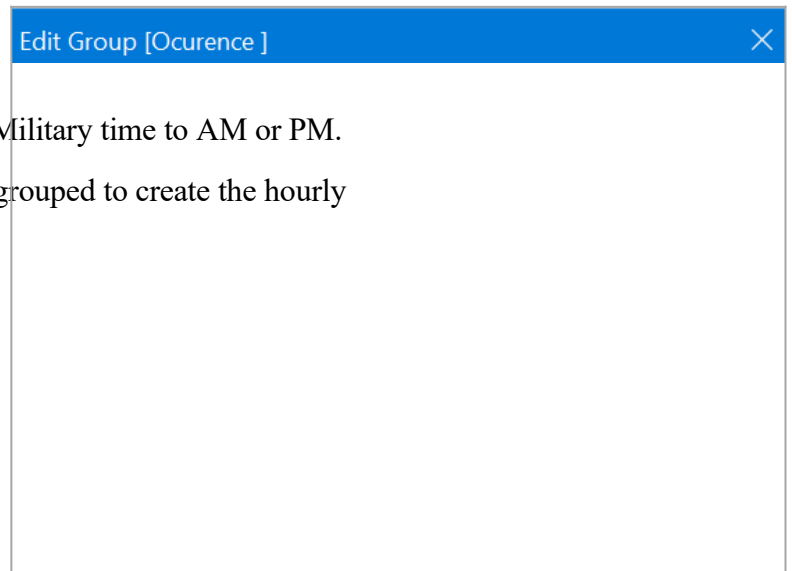 Edit Group [Ocurence ]
Military time to AM or PM.
grouped to create the hourly